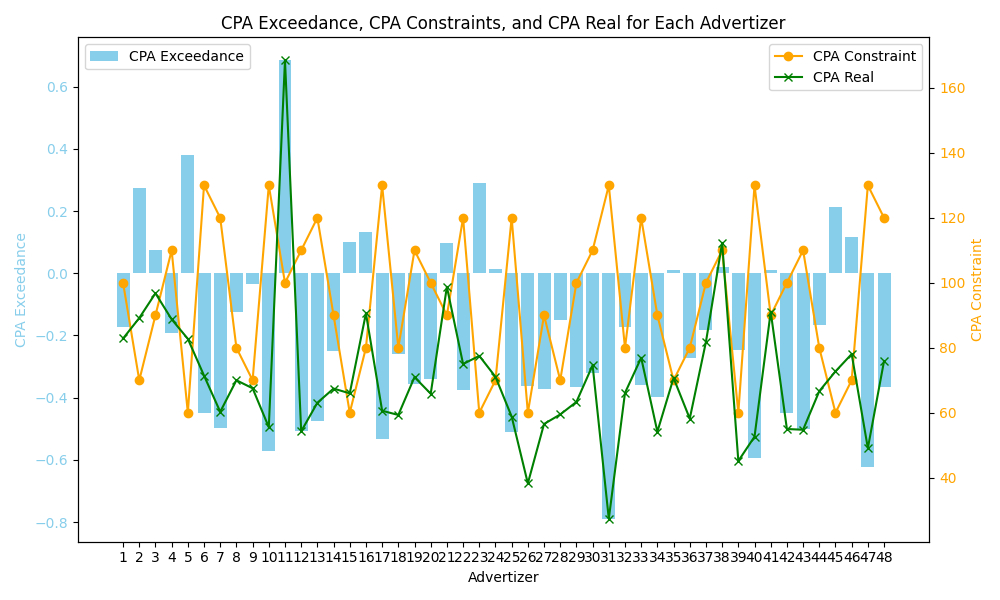 CPA Exceedance, CPA Constraints, and CPA Real for Each Advertizer
CPA Exceedance
CPA Constraint
CPA Real
0.6
0.4
0.2
0.0
−0.2
−0.4
−0.6
−0.8
CPA Exceedance
160
140
120
100
80
60
40
CPA Constraint
1 2 3 4 5 6 7 8 9 10 11 12 13 14 15 16 17 18 19 20 21 22 23 24 25 26 27 28 29 30 31 32 33 34 35 36 37 38 39 40 41 42 43 44 45 46 47 48
Advertizer